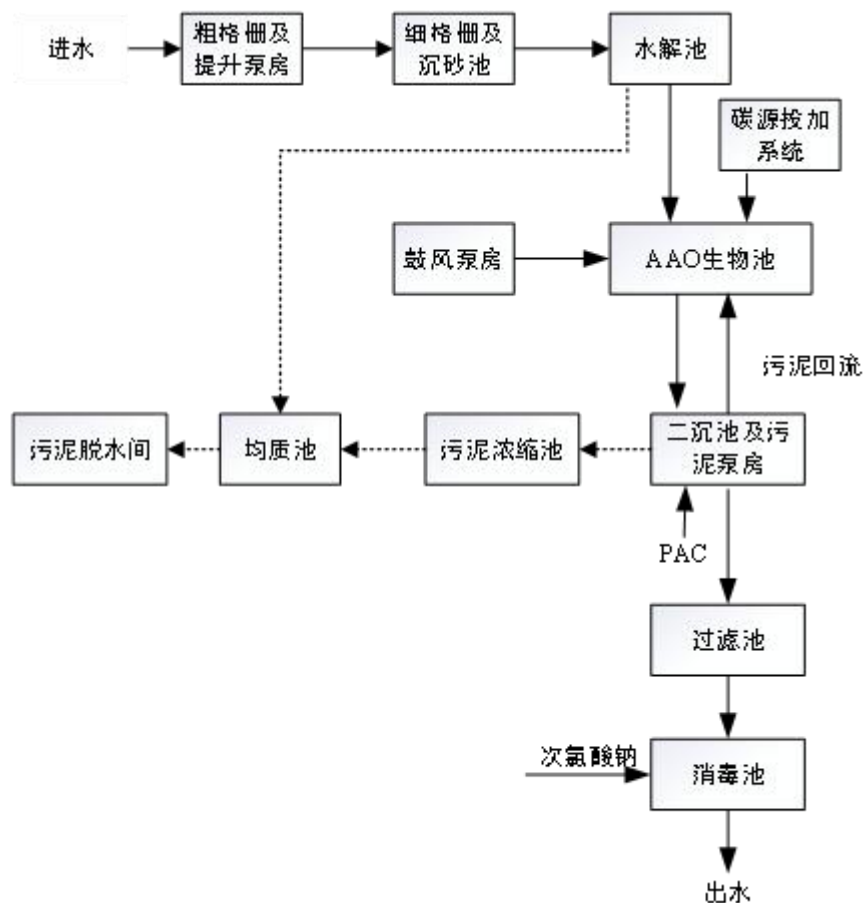 进水
粗格栅及
提升泵房
细格栅及
沉砂池
水解池
碳源投加
系统
鼓风泵房
AAO生物池
污泥回流
污泥脱水间
均质池
污泥浓缩池
二沉池及污
泥泵房
PAC
过滤池
次氯酸钠
消毒池
出水